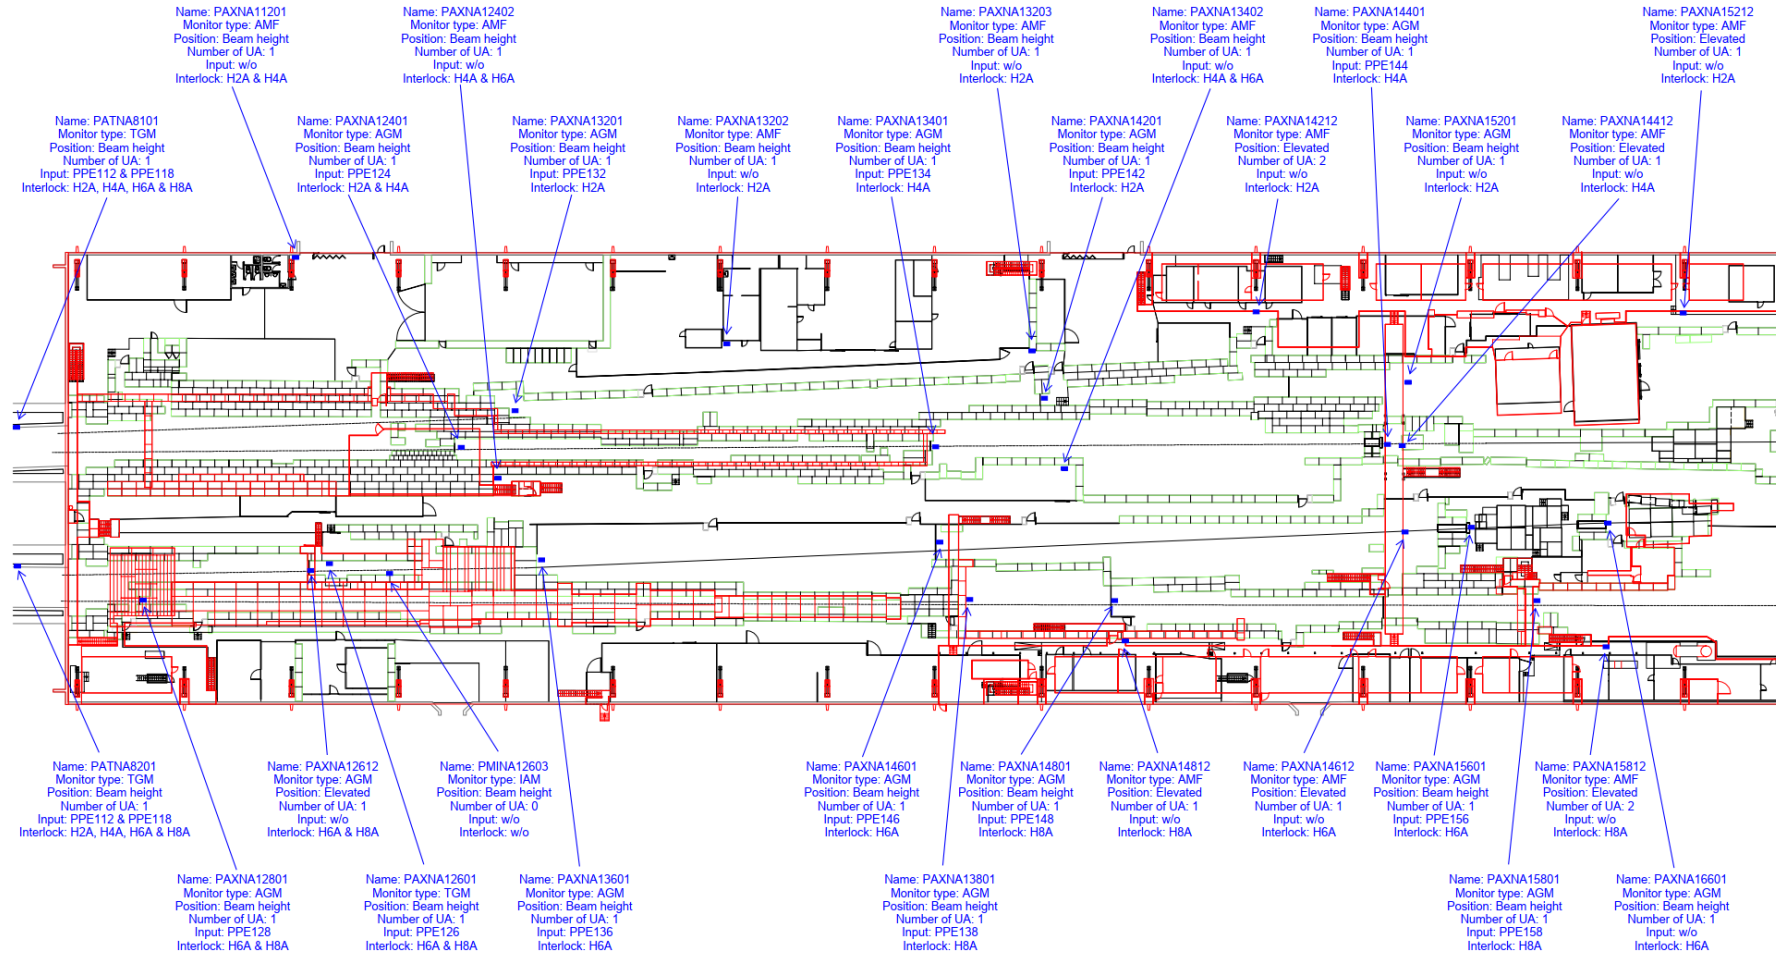 Name: PAXNA11201
Monitor type: AMF
Position: Beam height
Number of UA: 1
Input: w/o
Interlock: H2A & H4A
Name: PAXNA12402
Monitor type: AMF
Position: Beam height
Number of UA: 1
Input: w/o
Interlock: H4A & H6A
Name: PAXNA13203
Monitor type: AMF
Position: Beam height
Number of UA: 1
Input: w/o
Interlock: H2A
Name: PAXNA13402
Monitor type: AMF
Position: Beam height
Number of UA: 1
Input: w/o
Interlock: H4A & H6A
Name: PAXNA14401
Monitor type: AGM
Position: Beam height
Number of UA: 1
Input: PPE144
Interlock: H4A
Name: PAXNA15212
Monitor type: AMF
Position: Elevated
Number of UA: 1
Input: w/o
Interlock: H2A
Name: PATNA8101
Monitor type: TGM
Position: Beam height
Number of UA: 1
Input: PPE112 & PPE118
Interlock: H2A, H4A, H6A & H8A
Name: PAXNA12401
Monitor type: AGM
Position: Beam height
Number of UA: 1
Input: PPE124
Interlock: H2A & H4A
Name: PAXNA13201
Monitor type: AGM
Position: Beam height
Number of UA: 1
Input: PPE132
Interlock: H2A
Name: PAXNA13202
Monitor type: AMF
Position: Beam height
Number of UA: 1
Input: w/o
Interlock: H2A
Name: PAXNA13401
Monitor type: AGM
Position: Beam height
Number of UA: 1
Input: PPE134
Interlock: H4A
Name: PAXNA14201
Monitor type: AGM
Position: Beam height
Number of UA: 1
Input: PPE142
Interlock: H2A
Name: PAXNA14212
Monitor type: AMF
Position: Elevated
Number of UA: 2
Input: w/o
Interlock: H2A
Name: PAXNA15201
Monitor type: AGM
Position: Beam height
Number of UA: 1
Input: w/o
Interlock: H2A
Name: PAXNA14412
Monitor type: AMF
Position: Elevated
Number of UA: 1
Input: w/o
Interlock: H4A
Name: PATNA8201
Monitor type: TGM
Position: Beam height
Number of UA: 1
Input: PPE112 & PPE118
Interlock: H2A, H4A, H6A & H8A
Name: PAXNA12612
Monitor type: AGM
Position: Elevated
Number of UA: 1
Input: w/o
Interlock: H6A & H8A
Name: PMINA12603
Monitor type: IAM
Position: Beam height
Number of UA: 0
Input: w/o
Interlock: w/o
Name: PAXNA14601
Monitor type: AGM
Position: Beam height
Number of UA: 1
Input: PPE146
Interlock: H6A
Name: PAXNA14801
Monitor type: AGM
Position: Beam height
Number of UA: 1
Input: PPE148
Interlock: H8A
Name: PAXNA14812
Monitor type: AMF
Position: Elevated
Number of UA: 1
Input: w/o
Interlock: H8A
Name: PAXNA14612
Monitor type: AMF
Position: Elevated
Number of UA: 1
Input: w/o
Interlock: H6A
Name: PAXNA15601
Monitor type: AGM
Position: Beam height
Number of UA: 1
Input: PPE156
Interlock: H6A
Name: PAXNA15812
Monitor type: AMF
Position: Elevated
Number of UA: 2
Input: w/o
Interlock: H8A
Name: PAXNA12801
Monitor type: AGM
Position: Beam height
Number of UA: 1
Input: PPE128
Interlock: H6A & H8A
Name: PAXNA12601
Monitor type: TGM
Position: Beam height
Number of UA: 1
Input: PPE126
Interlock: H6A & H8A
Name: PAXNA13601
Monitor type: AGM
Position: Beam height
Number of UA: 1
Input: PPE136
Interlock: H6A
Name: PAXNA13801
Monitor type: AGM
Position: Beam height
Number of UA: 1
Input: PPE138
Interlock: H8A
Name: PAXNA15801
Monitor type: AGM
Position: Beam height
Number of UA: 1
Input: PPE158
Interlock: H8A
Name: PAXNA16601
Monitor type: AGM
Position: Beam height
Number of UA: 1
Input: w/o
Interlock: H6A